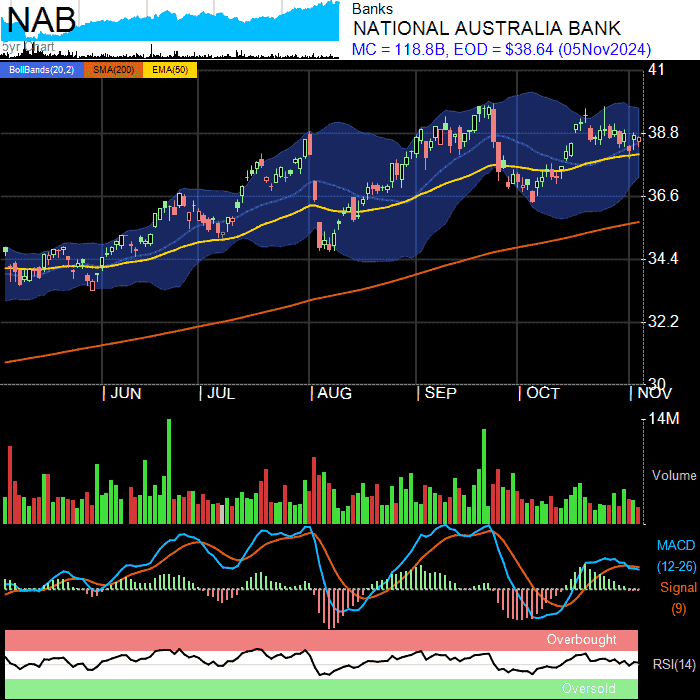 NAB
5yr Chart
Banks
NATIONAL AUSTRALIA BANK
MC = 118.8B, EOD = $38.64 (05Nov2024)
BollBands(20,2) SMA(200) EMA(50)
41
38.8
36.6
34.4
32.2
30
JUN JUL AUG SEP OCT NOV
14M
Volume
MACD
(12-26)
Signal
(9)
Overbought
RSI(14)
Oversold